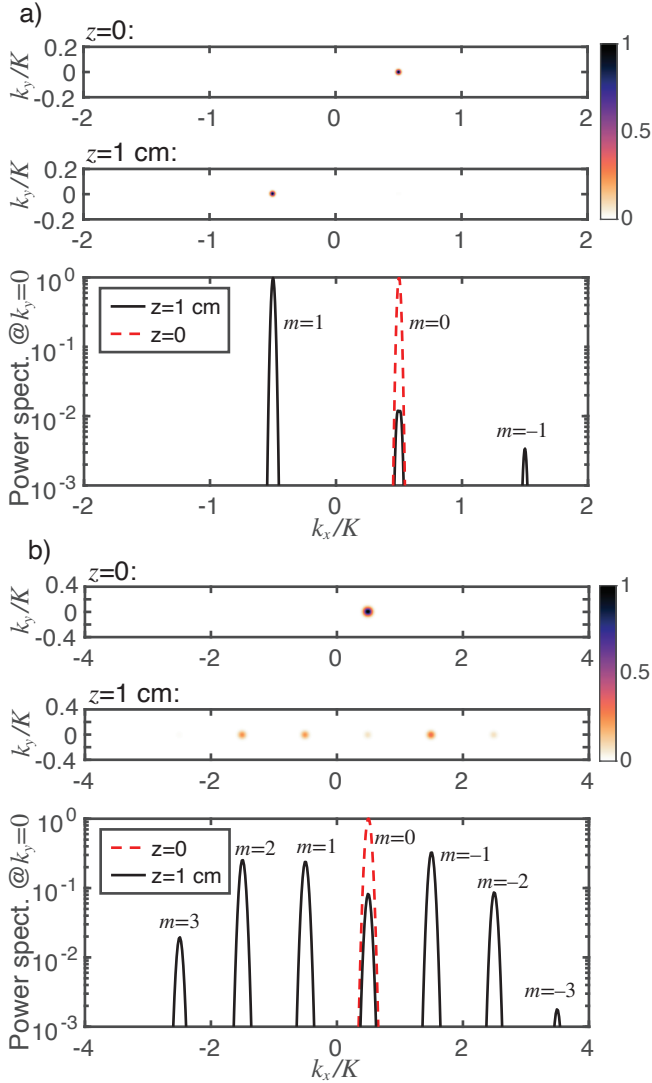 a)
z=0:
k_y/K
0.2
0
-0.2
-2 -1 0 1 2
1
0.5
0
z=1 cm:
k_y/K
0.2
0
-0.2
-2 -1 0 1 2
Power spect. @k_y=0
10^0
10^-1
10^-2
10^-3
z=1 cm
z=0
m=1
m=0
m=–1
-2 -1 0 1 2
k_x/K
b)
z=0:
k_y/K
0.4
0
-0.4
-4 -2 0 2 4
1
0.5
0
z=1 cm:
k_y/K
0.4
0
-0.4
-4 -2 0 2 4
Power spect. @k_y=0
10^0
10^-1
10^-2
10^-3
z=0
z=1 cm
m=3
m=2
m=1
m=0
m=–1
m=–2
m=–3
-4 -2 0 2 4
k_x/K